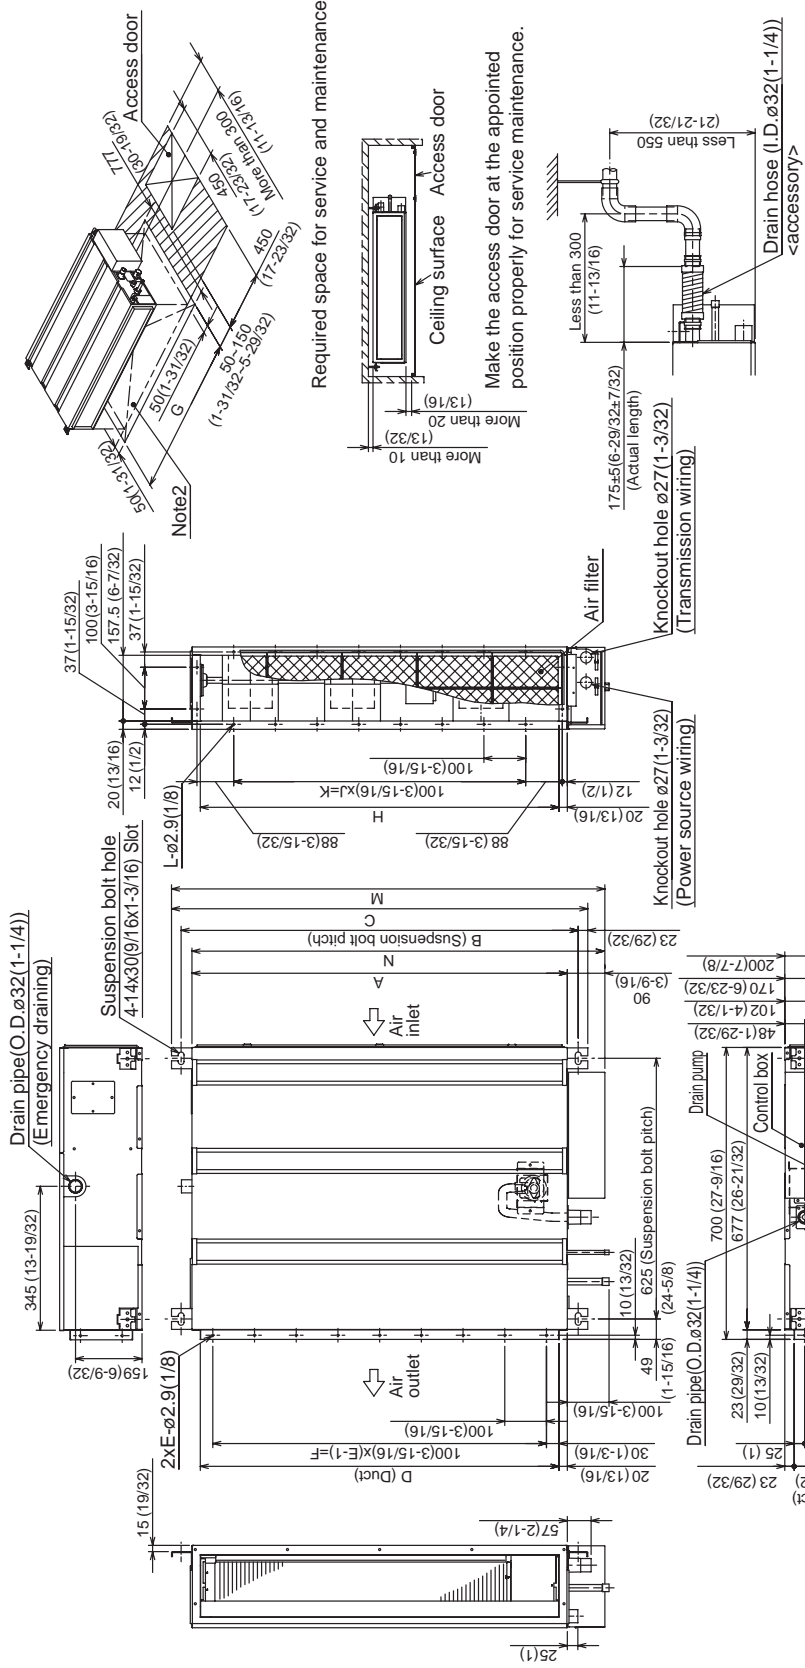 Access door
777
(30-19/32)
More than 300
(11-13/16)
450
(17-23/32)
450
(17-23/32)
50~150
(1-31/32~5-29/32)
50(1-31/32)
G
50(1-31/32)
Note2
Required space for service and maintenance
Ceiling surface
Access door
More than 20
(13/16)
More than 10
(13/32)
Make the access door at the appointed
position properly for service maintenance.
Less than 550
(21-21/32)
Less than 300
(11-13/16)
175±5(6-29/32±7/32)
(Actual length)
Drain hose (I.D.ø32(1-1/4))
<accessory>
37 (1-15/32)
100 (3-15/16)
157.5 (6-7/32)
37 (1-15/32)
20 (13/16)
12 (1/2)
L-ø2.9(1/8)
100(3-15/16)
100(3-15/16)xJ=K
H
88 (3-15/32)
88 (3-15/32)
12 (1/2)
20 (13/16)
Air filter
Knockout hole ø27(1-3/32)
(Transmission wiring)
Knockout hole ø27(1-3/32)
(Power source wiring)
Drain pipe(O.D.ø32(1-1/4))
(Emergency draining)
Suspension bolt hole
4-14x30(9/16x1-3/16) Slot
345 (13-19/32)
159 (6-9/32)
M
C
B (Suspension bolt pitch)
N
A
23 (29/32)
90
(3-9/16)
Air
inlet
625 (Suspension bolt pitch)
(24-5/8)
10 (13/32)
49
(1-15/16)
2xE-ø2.9(1/8)
Air
outlet
100(3-15/16)
100(3-15/16)x(E-1)=F
D (Duct)
100(3-15/16)
30 (1-3/16)
20 (13/16)
15 (19/32)
57(2-1/4)
25(1)
200(7-7/8)
170 (6-23/32)
102 (4-1/32)
48(1-29/32)
Drain pump
Control box
700 (27-9/16)
677 (26-21/32)
Drain pipe(O.D.ø32(1-1/4))
23 (29/32)
10 (13/32)
25 (1)
23 (29/32)